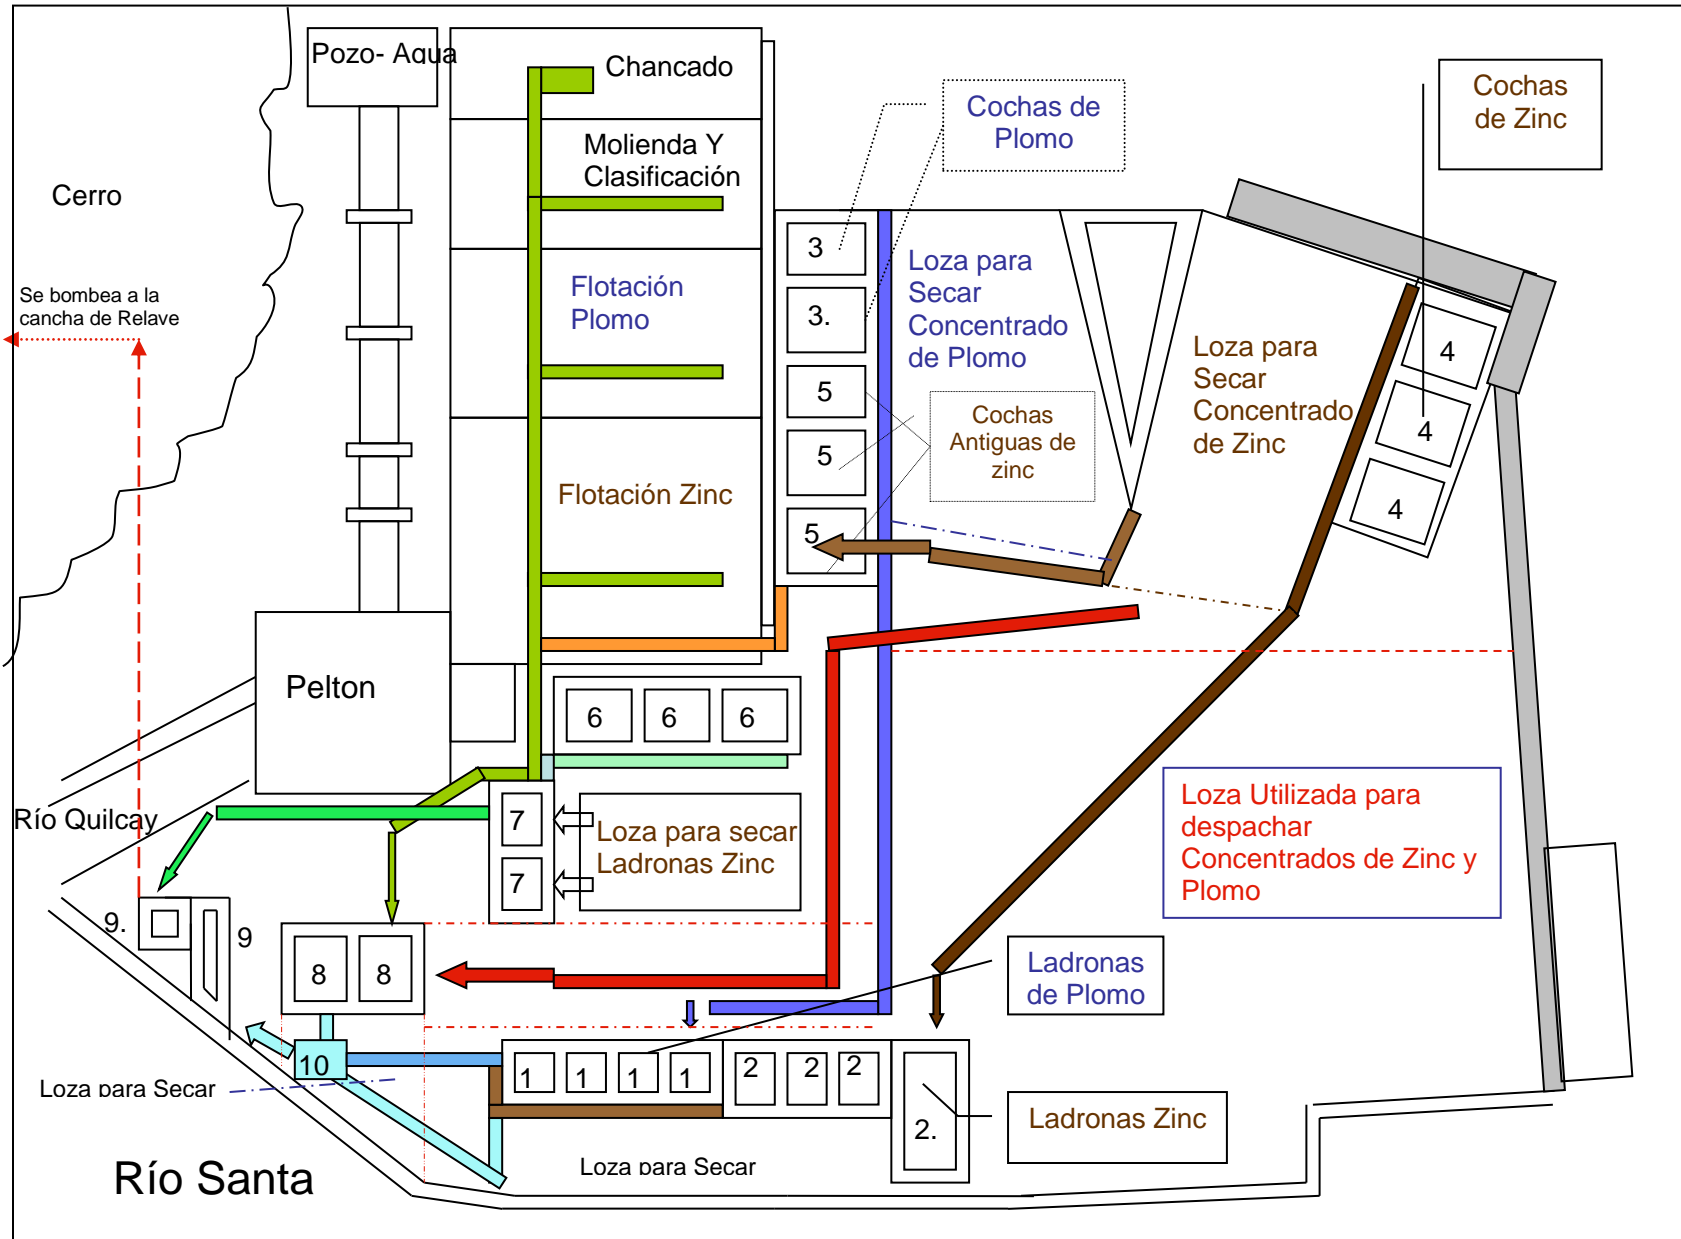 Pozo- Agua
Chancado
Cochas de
Plomo
Cochas
de Zinc
Molienda Y
Clasificación
Cerro
3
Loza para
Secar
Concentrado
de Plomo
Flotación
Plomo
Se bombea a la
cancha de Relave
3.
Loza para
Secar
Concentrado
de Zinc
4
4
4
5
5
5
Cochas
Antiguas de
zinc
Flotación Zinc
Pelton
6
6
6
Río Quilcay
7
7
Loza para secar
Ladronas Zinc
Loza Utilizada para
despachar
Concentrados de Zinc y
Plomo
9.
9
8
8
Ladronas
de Plomo
10
1
1
1
1
2
2
2
2.
Ladronas Zinc
Loza para Secar
Loza para Secar
Río Santa